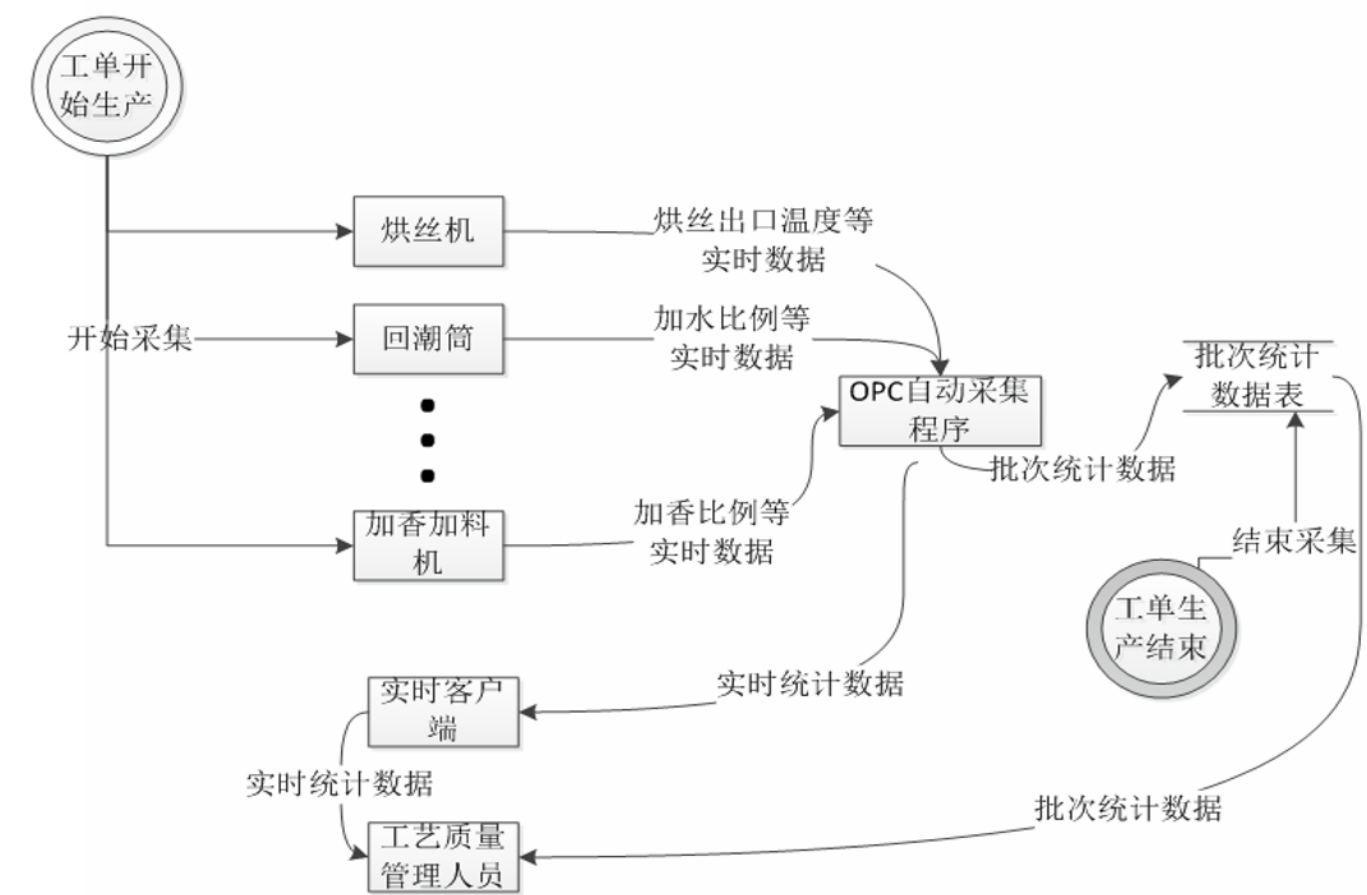 工单开
始生产
烘丝机
烘丝出口温度等
实时数据
开始采集
回潮筒
加水比例等
实时数据
批次统计
数据表
OPC自动采集
程序
批次统计数据
加香加料
机
加香比例等
实时数据
结束采集
工单生
产结束
实时客户
端
实时统计数据
实时统计数据
批次统计数据
工艺质量
管理人员